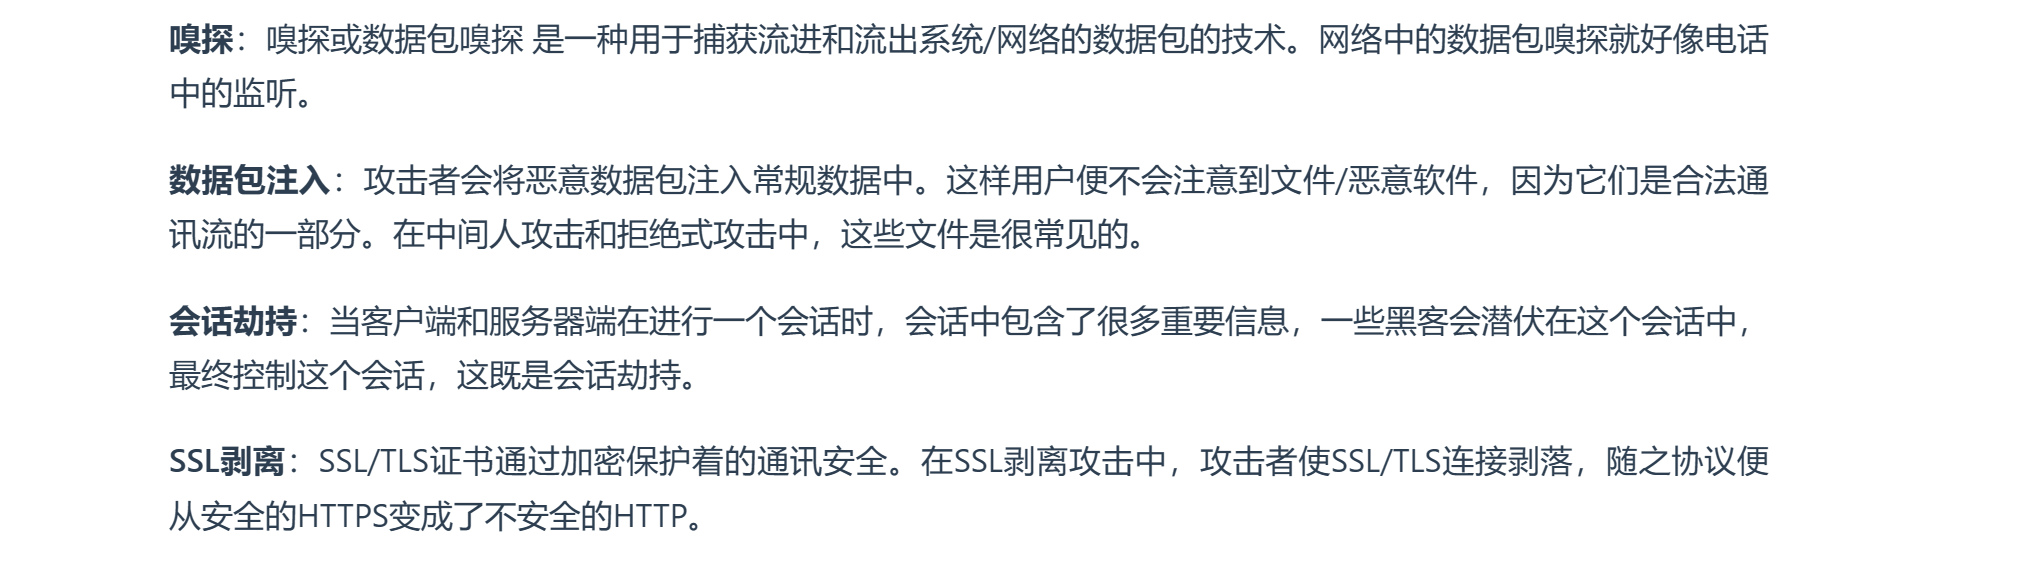 嗅探：嗅探或数据包嗅探 是一种用于捕获流进和流出系统/网络的数据包的技术。网络中的数据包嗅探就好像电话
中的监听。
数据包注入：攻击者会将恶意数据包注入常规数据中。这样用户便不会注意到文件/恶意软件，因为它们是合法通
讯流的一部分。在中间人攻击和拒绝式攻击中，这些文件是很常见的。
会话劫持：当客户端和服务器端在进行一个会话时，会话中包含了很多重要信息，一些黑客会潜伏在这个会话中，
最终控制这个会话，这既是会话劫持。
SSL剥离：SSL/TLS证书通过加密保护着的通讯安全。在SSL剥离攻击中，攻击者使SSL/TLS连接剥落，随之协议便
从安全的HTTPS变成了不安全的HTTP。